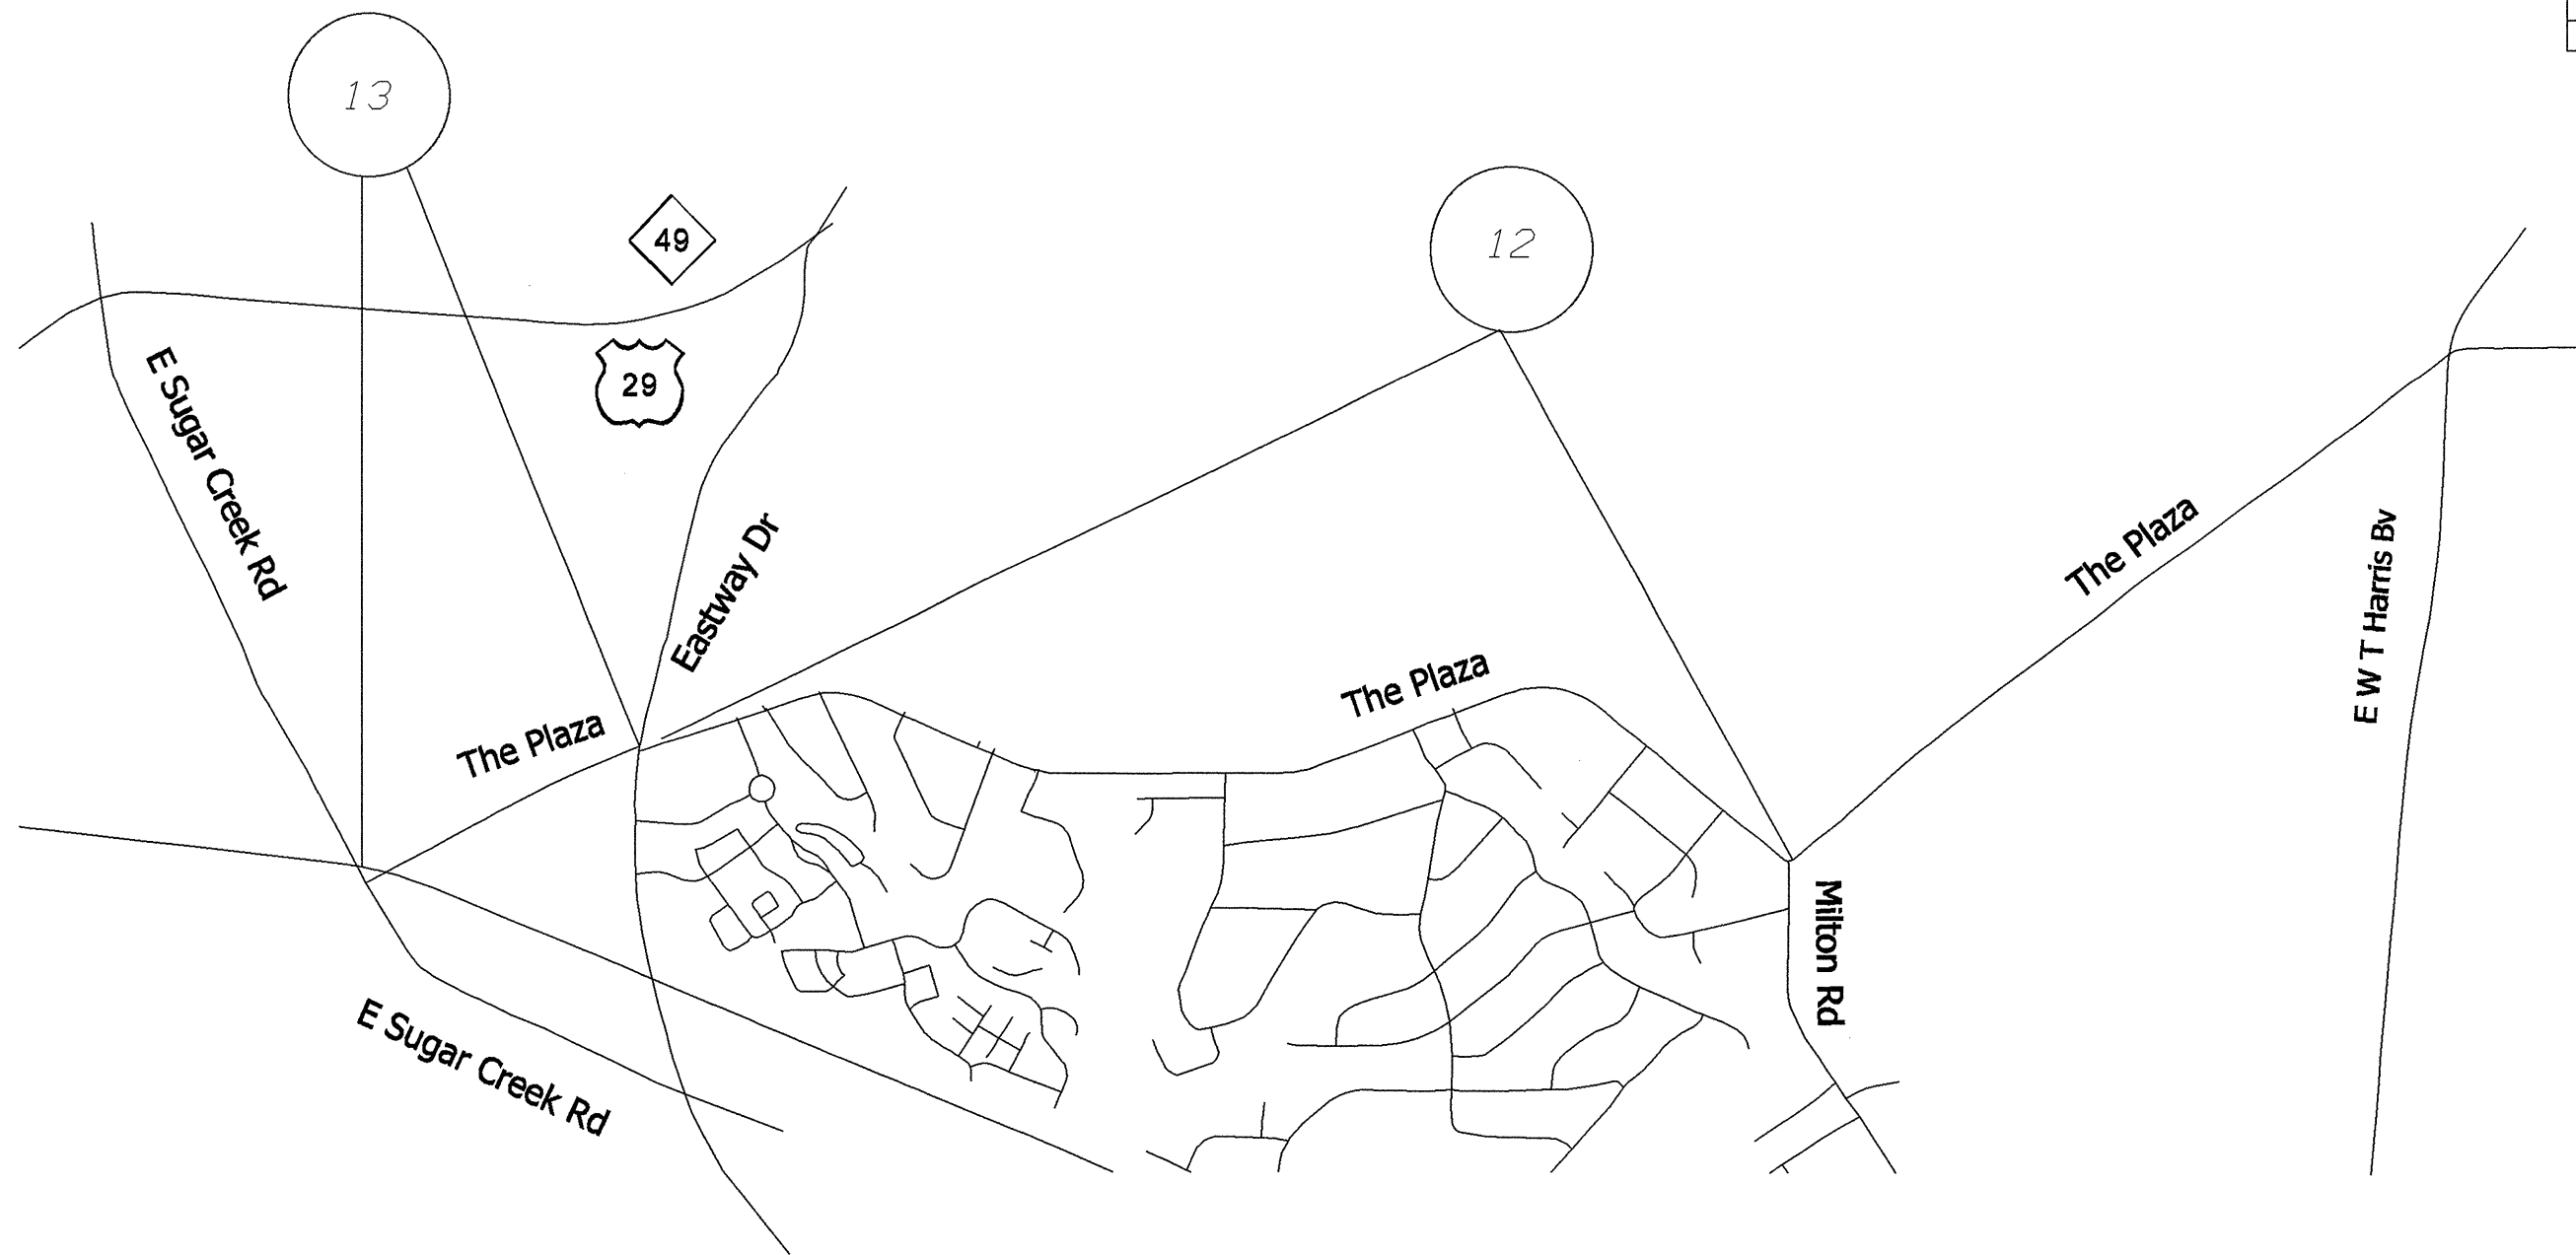 13
49
12
29
E Sugar Creek Rd
Eastway Dr
The Plaza
The Plaza
The Plaza
E W T Harris Bv
Milton Rd
E Sugar Creek Rd